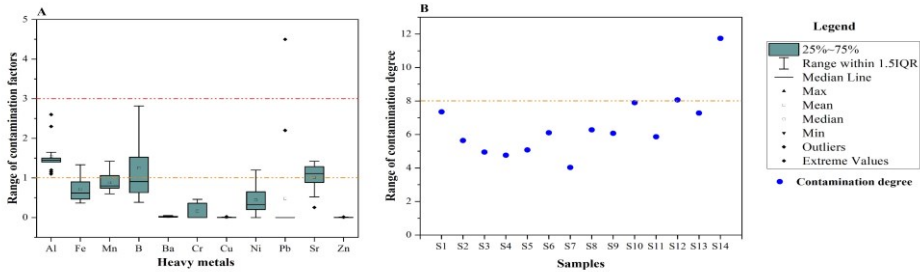 A
Range of contamination factors
5
4
3
2
1
0
Al Fe Mn B Ba Cr Cu Ni Pb Sr Zn
Heavy metals
B
Range of contamination degree
12
10
8
6
4
2
0
S1 S2 S3 S4 S5 S6 S7 S8 S9 S10 S11 S12 S13 S14
Samples
Legend
25%~75%
Range within 1.5IQR
Median Line
Max
Mean
Median
Min
Outliers
Extreme Values
Contamination degree